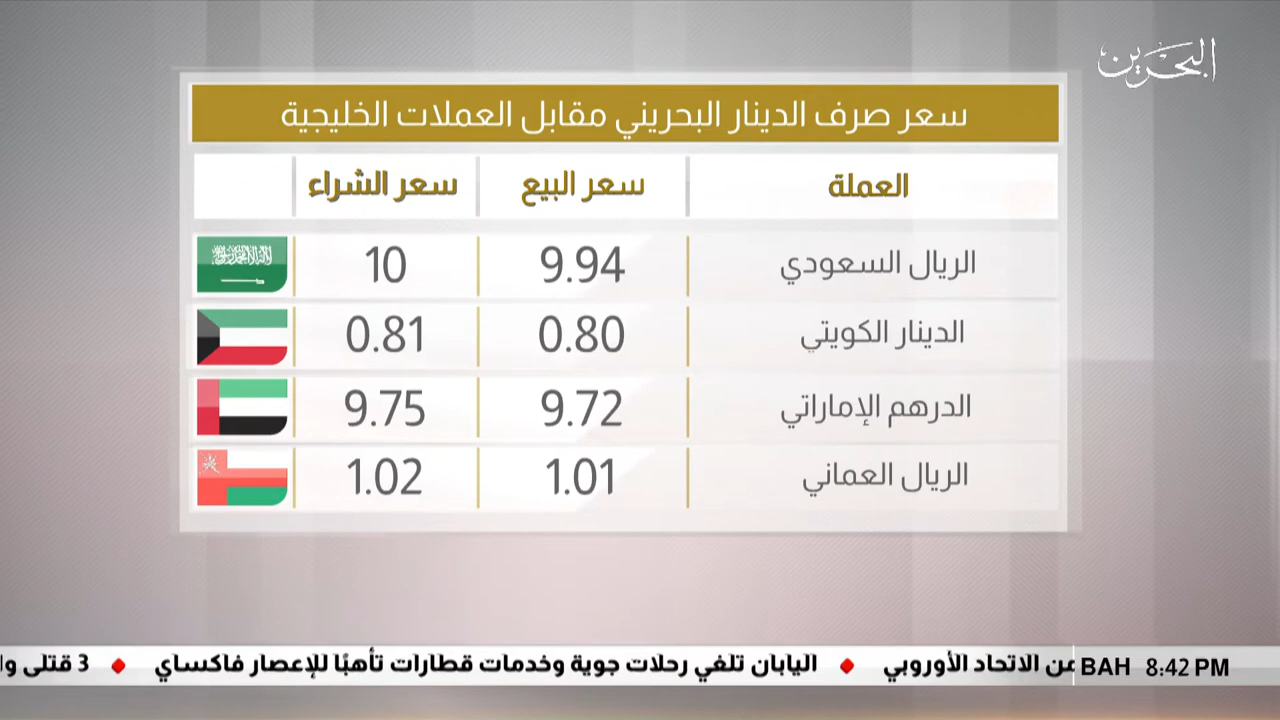 البحرين
سعر صرف الدينار البحريني مقابل العملات الخليجية
العملة سعر البيع سعر الشراء
الريال السعودي 9.94 10
الدينار الكويتي 0.80 0.81
الدرهم الإماراتي 9.72 9.75
الريال العماني 1.01 1.02
BAH 8:42 PM
عن الاتحاد الأوروبي ♦ اليابان تلغي رحلات جوية وخدمات قطارات تأهبًا للإعصار فاكساي ♦ 3 قتلى